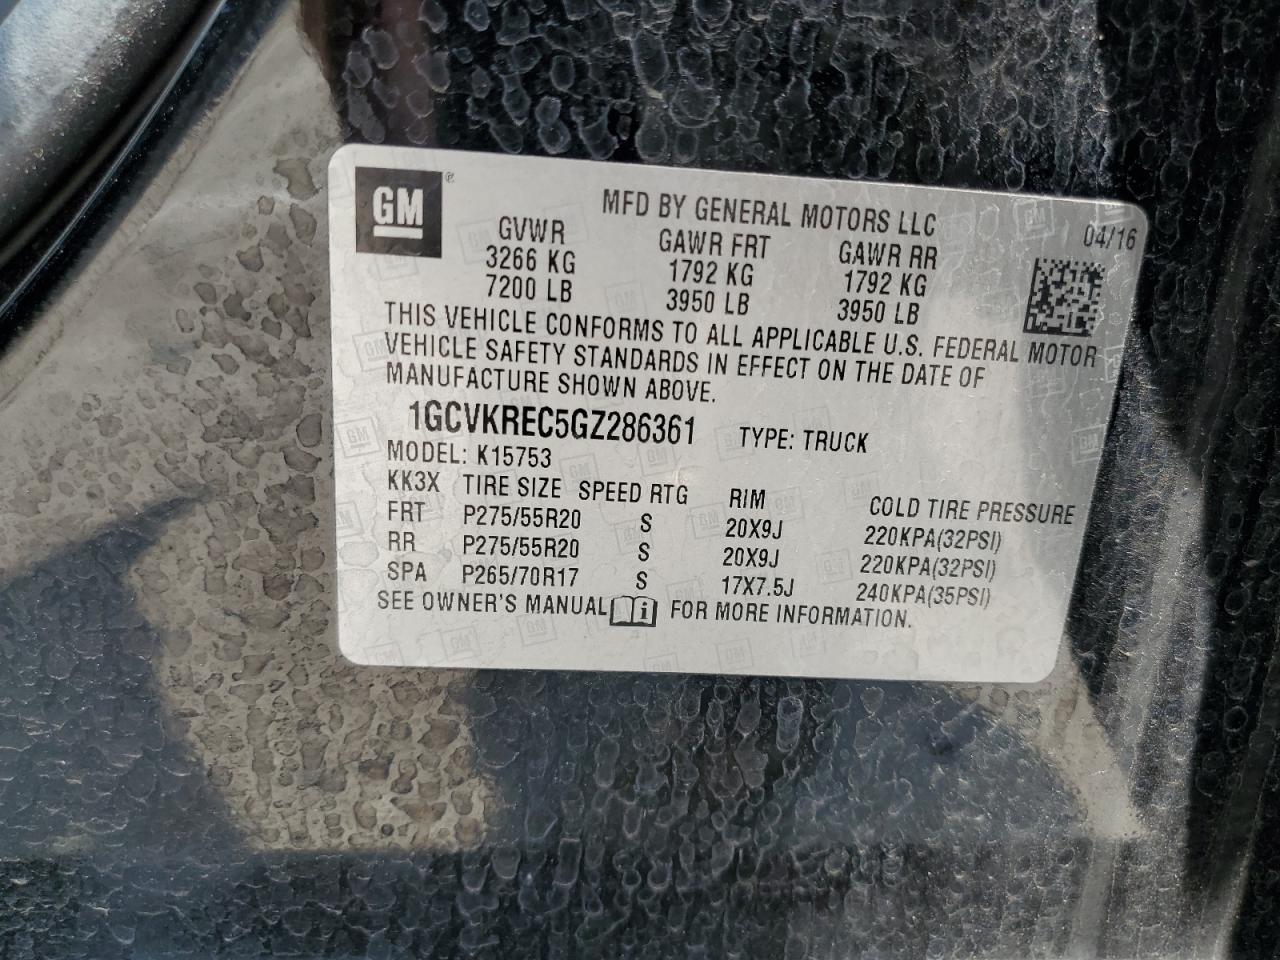 GM ®
MFD BY GENERAL MOTORS LLC
04/16
GVWR GAWR FRT GAWR RR
3266 KG 1792 KG 1792 KG
7200 LB 3950 LB 3950 LB
THIS VEHICLE CONFORMS TO ALL APPLICABLE U.S. FEDERAL MOTOR
VEHICLE SAFETY STANDARDS IN EFFECT ON THE DATE OF
MANUFACTURE SHOWN ABOVE.
1GCVKREC5GZ286361 TYPE: TRUCK
MODEL: K15753
KK3X TIRE SIZE SPEED RTG RIM COLD TIRE PRESSURE
FRT P275/55R20 S 20X9J 220KPA(32PSI)
RR P275/55R20 S 20X9J 220KPA(32PSI)
SPA P265/70R17 S 17X7.5J 240KPA(35PSI)
SEE OWNER'S MANUAL i FOR MORE INFORMATION.